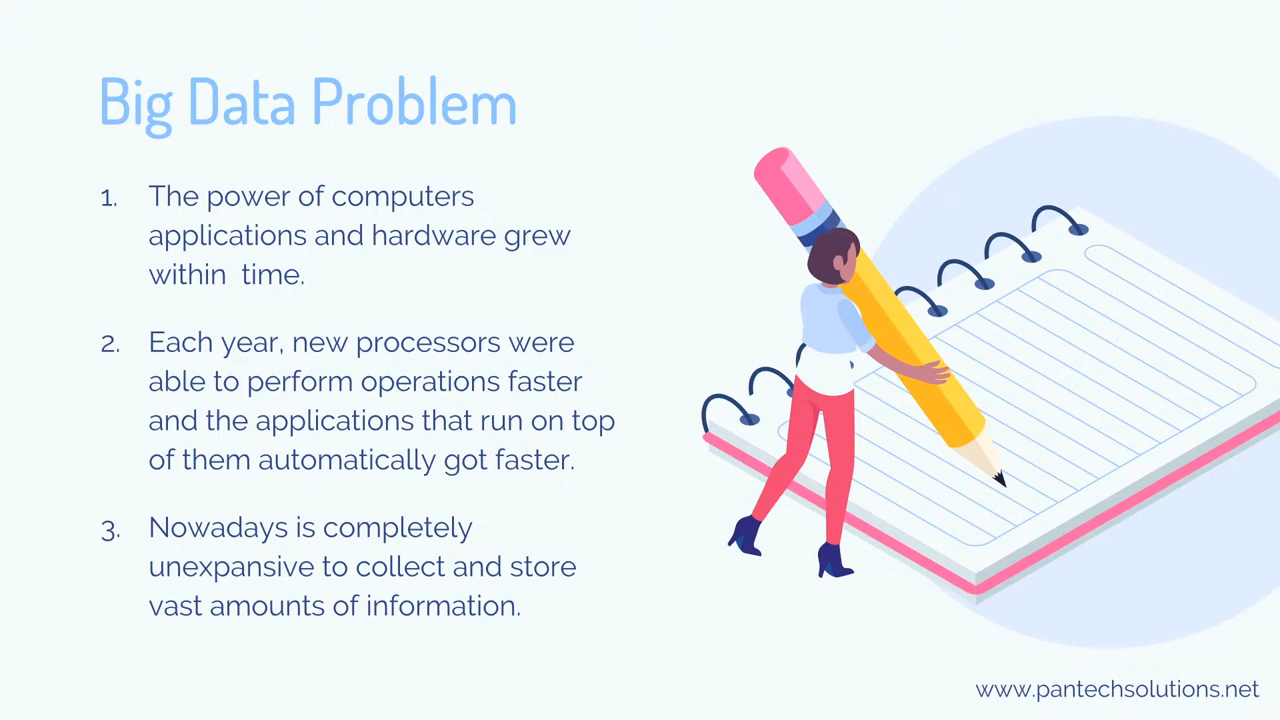 Big Data Problem
1. The power of computers
applications and hardware grew
within  time.
2. Each year, new processors were
able to perform operations faster
and the applications that run on top
of them automatically got faster.
3. Nowadays is completely
unexpansive to collect and store
vast amounts of information.
www.pantechsolutions.net